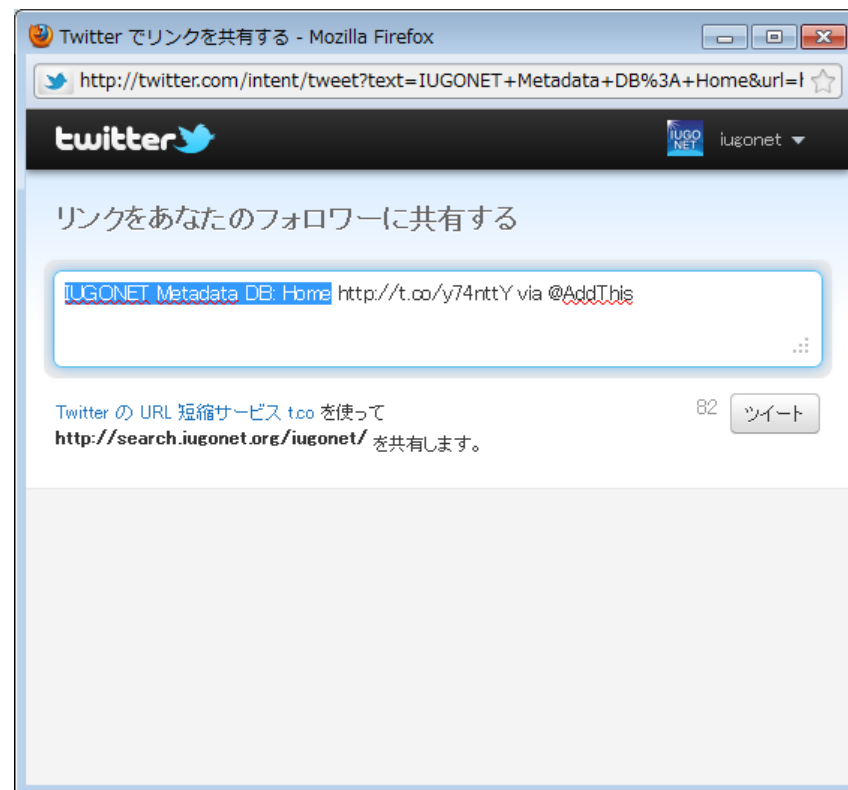 Twitter でリンクを共有する - Mozilla Firefox
http://twitter.com/intent/tweet?text=IUGONET+Metadata+DB%3A+Home&url=h
twitter
IUGO
NET
iugonet
リンクをあなたのフォロワーに共有する
IUGONET Metadata DB: Home http://t.co/y74nttY via @AddThis
Twitter の URL 短縮サービス t.co を使って
82 ツイート
http://search.iugonet.org/iugonet/ を共有します。